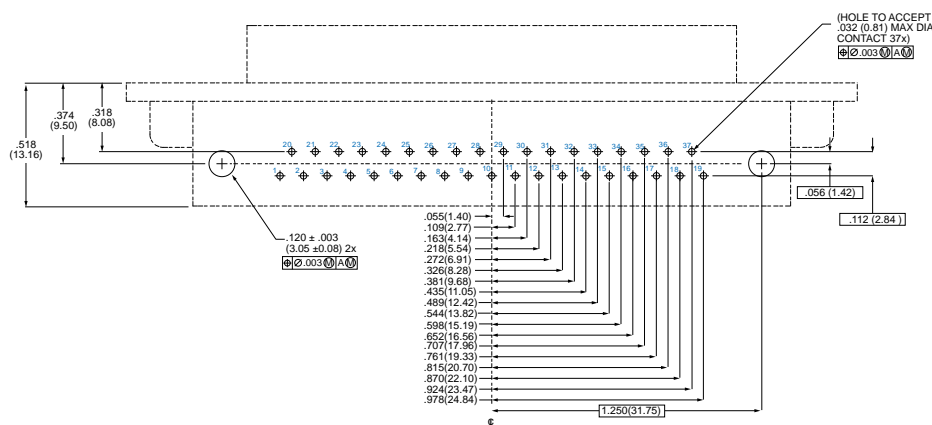 (HOLE TO ACCEPT
.032 (0.81) MAX DIA
CONTACT 37x)
⌖ Ø.003 Ⓜ A Ⓜ
.518
(13.16)
.374
(9.50)
.318
(8.08)
20 21 22 23 24 25 26 27 28 29 30 31 32 33 34 35 36 37
1 2 3 4 5 6 7 8 9 10 11 12 13 14 15 16 17 18 19
.056 (1.42)
.112 (2.84 )
.120 ± .003
(3.05 ±0.08) 2x
⌖ Ø.003 Ⓜ A Ⓜ
.055(1.40)
.109(2.77)
.163(4.14)
.218(5.54)
.272(6.91)
.326(8.28)
.381(9.68)
.435(11.05)
.489(12.42)
.544(13.82)
.598(15.19)
.652(16.56)
.707(17.96)
.761(19.33)
.815(20.70)
.870(22.10)
.924(23.47)
.978(24.84)
1.250(31.75)
℄